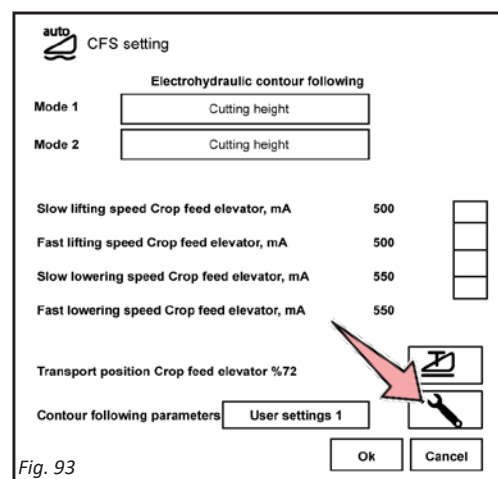 auto
CFS setting
Electrohydraulic contour following
Mode 1 Cutting height
Mode 2 Cutting height
Slow lifting speed Crop feed elevator, mA 500
Fast lifting speed Crop feed elevator, mA 500
Slow lowering speed Crop feed elevator, mA 550
Fast lowering speed Crop feed elevator, mA 550
Transport position Crop feed elevator %72
Contour following parameters User settings 1
Ok Cancel
Fig. 93